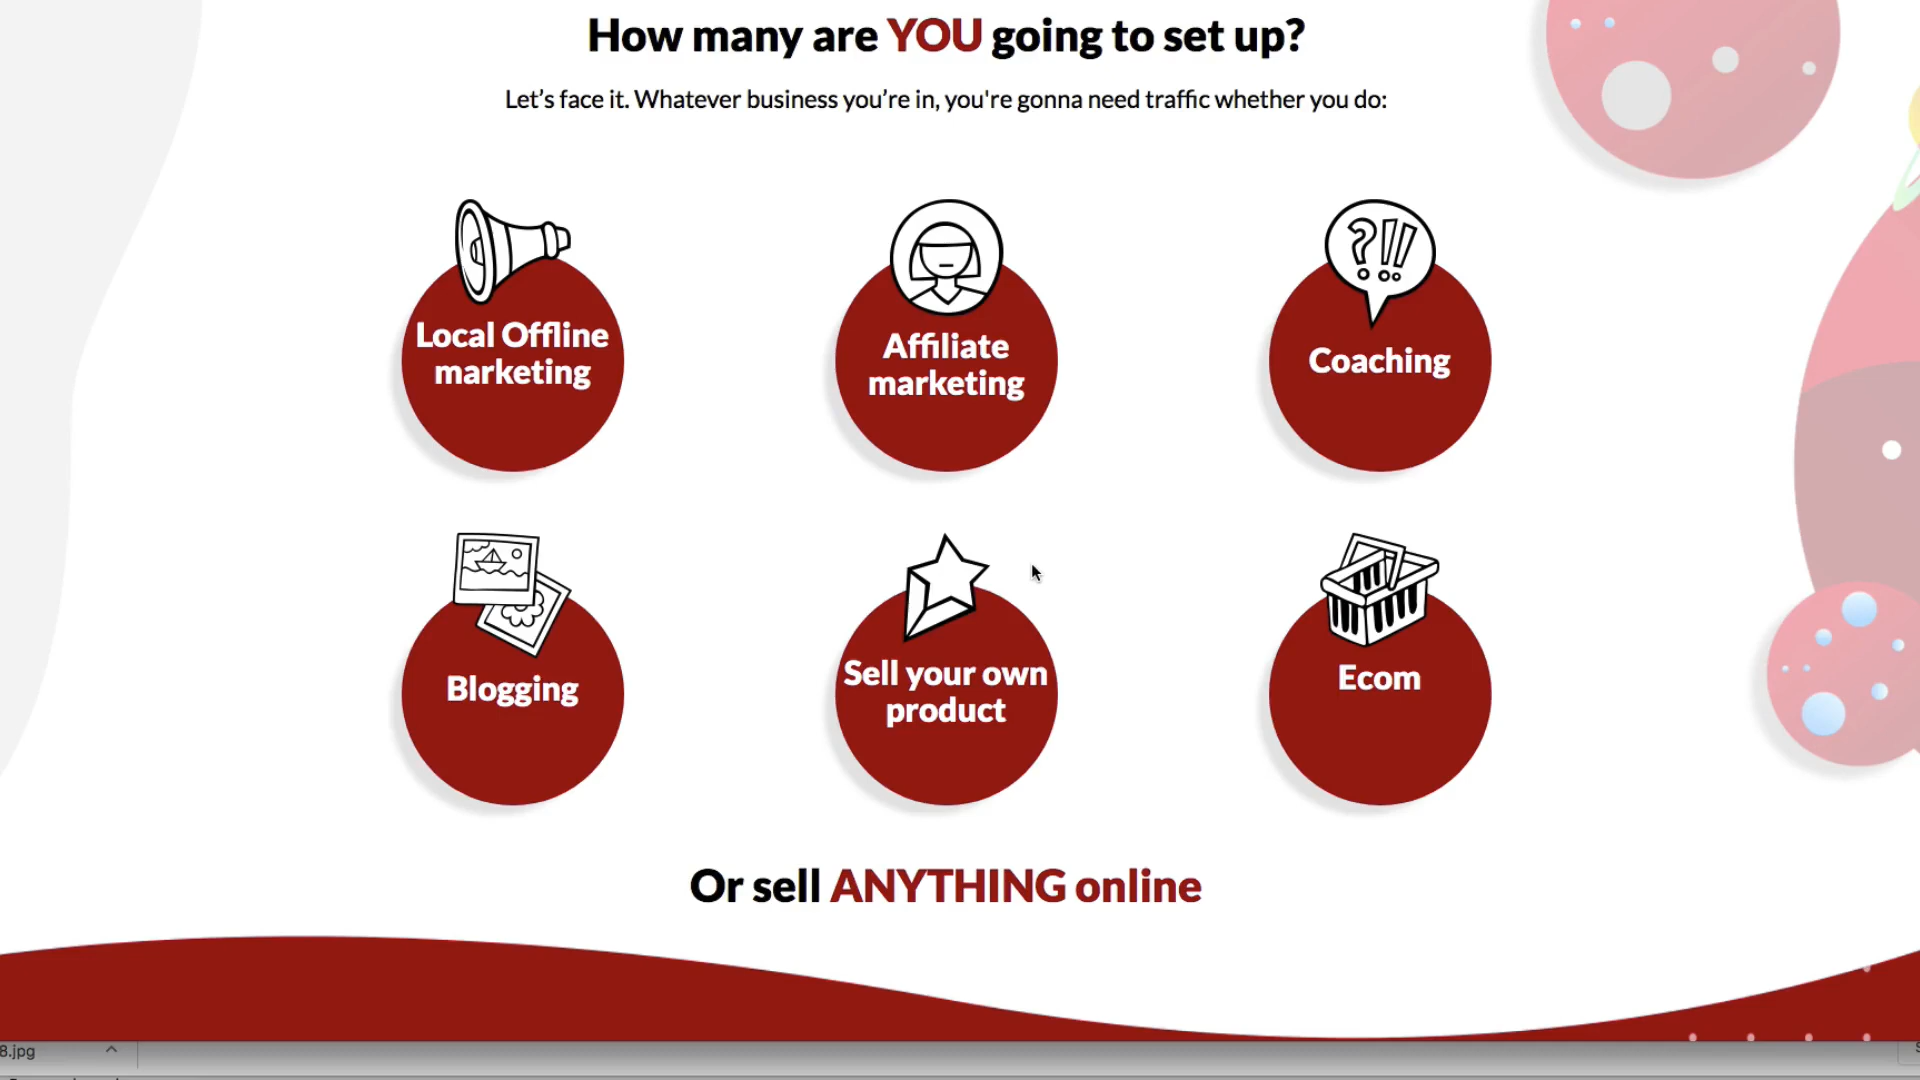 How many are YOU going to set up?
Let’s face it. Whatever business you’re in, you're gonna need traffic whether you do:
Local Offline
marketing
Affiliate
marketing
Coaching
?!!
Blogging
Sell your own
product
Ecom
Or sell ANYTHING online
8.jpg